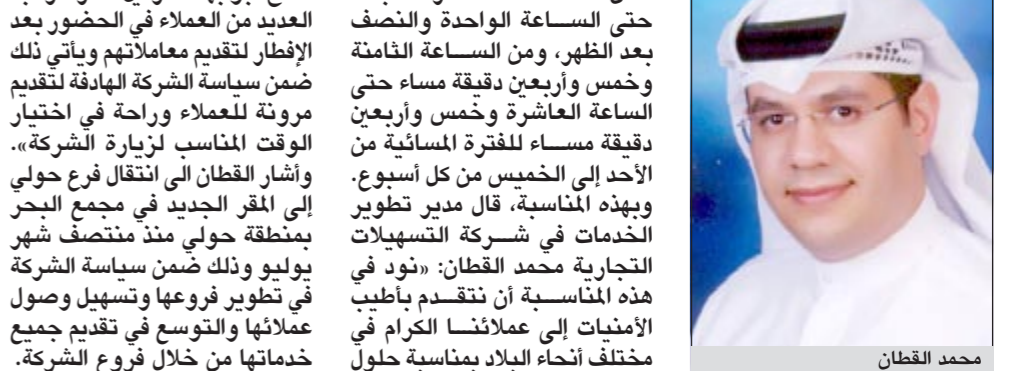 حتى الساعة الواحدة والنصف
بعد الظهر، ومن الساعة الثامنة
وخمس وأربعين دقيقة مساء حتى
الساعة العاشرة وخمس وأربعين
دقيقة مساء للفترة المسائية من
الأحد إلى الخميس من كل أسبوع.
وبهذه المناسبة، قال مدير تطوير
الخدمات في شركة التسهيلات
التجارية محمد القطان: «نود في
هذه المناسبة أن نتقدم بأطيب
الأمنيات إلى عملائنا الكرام في
مختلف أنحاء البلاد بمناسبة حلول
العديد من العملاء في الحضور بعد
الإفطار لتقديم معاملاتهم ويأتي ذلك
ضمن سياسة الشركة الهادفة لتقديم
مرونة للعملاء وراحة في اختيار
الوقت المناسب لزيارة الشركة».
وأشار القطان الى انتقال فرع حولي
إلى المقر الجديد في مجمع البحر
بمنطقة حولي منذ منتصف شهر
يوليو وذلك ضمن سياسة الشركة
في تطوير فروعها وتسهيل وصول
عملائها والتوسع في تقديم جميع
خدماتها من خلال فروع الشركة.
محمد القطان